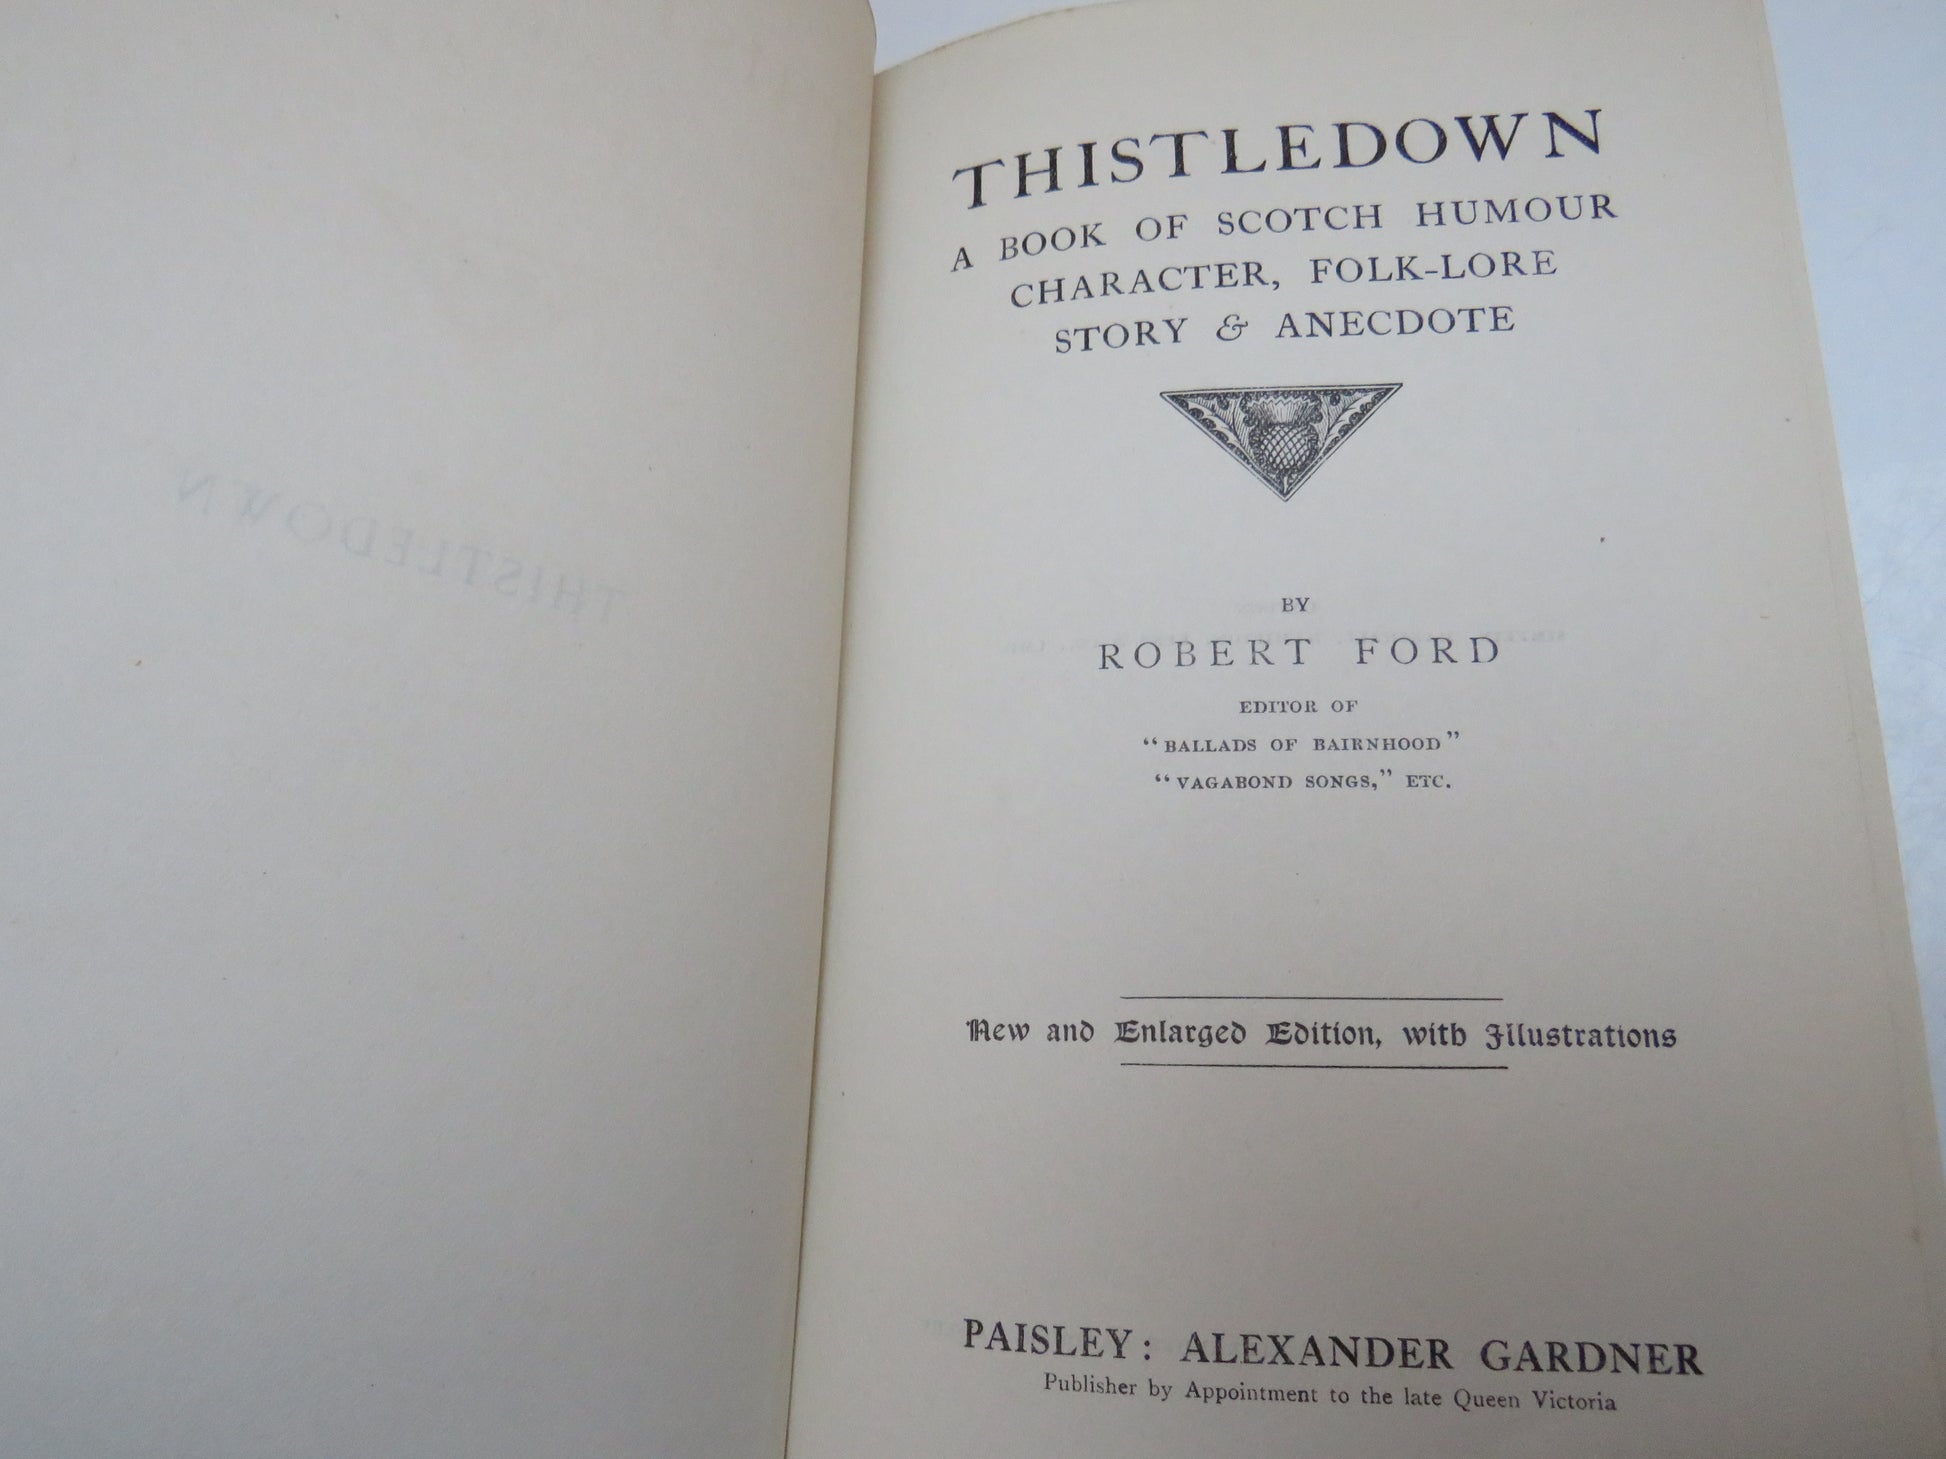 THISTLEDOWN
THISTLEDOWN
A BOOK OF SCOTCH HUMOUR
CHARACTER, FOLK-LORE
STORY & ANECDOTE
BY
ROBERT FORD
EDITOR OF
“BALLADS OF BAIRNHOOD”
“VAGABOND SONGS,” ETC.
New and Enlarged Edition, with Illustrations
PAISLEY: ALEXANDER GARDNER
Publisher by Appointment to the late Queen Victoria